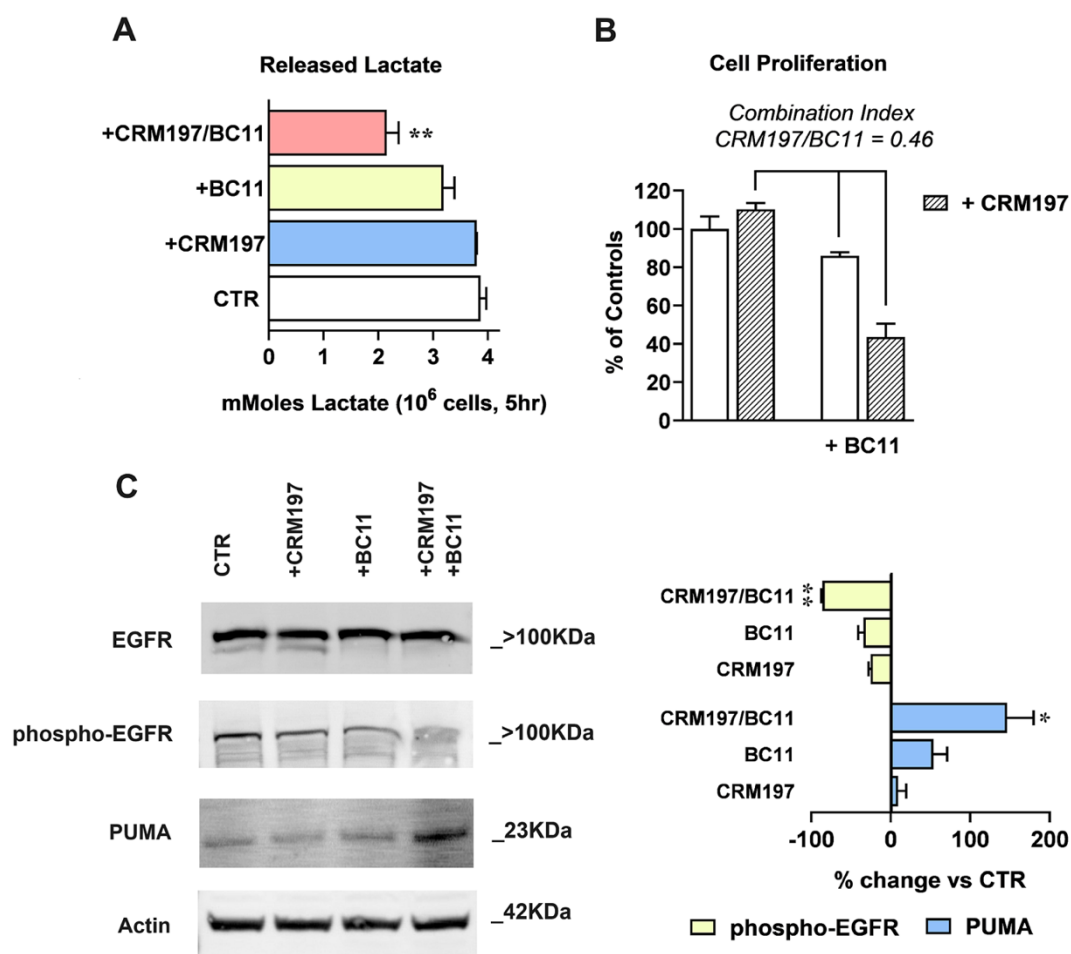 A
Released Lactate
+CRM197/BC11
**
+BC11
+CRM197
CTR
0 1 2 3 4
mMoles Lactate (10⁶ cells, 5hr)
B
Cell Proliferation
Combination Index
CRM197/BC11 = 0.46
+ CRM197
% of Controls
120
100
80
60
40
20
0
+ BC11
C
CTR
+CRM197
+BC11
+CRM197
+BC11
EGFR
_>100KDa
phospho-EGFR
_>100KDa
PUMA
_23KDa
Actin
_42KDa
CRM197/BC11
**
BC11
CRM197
CRM197/BC11
*
BC11
CRM197
-100 0 100 200
% change vs CTR
phospho-EGFR PUMA